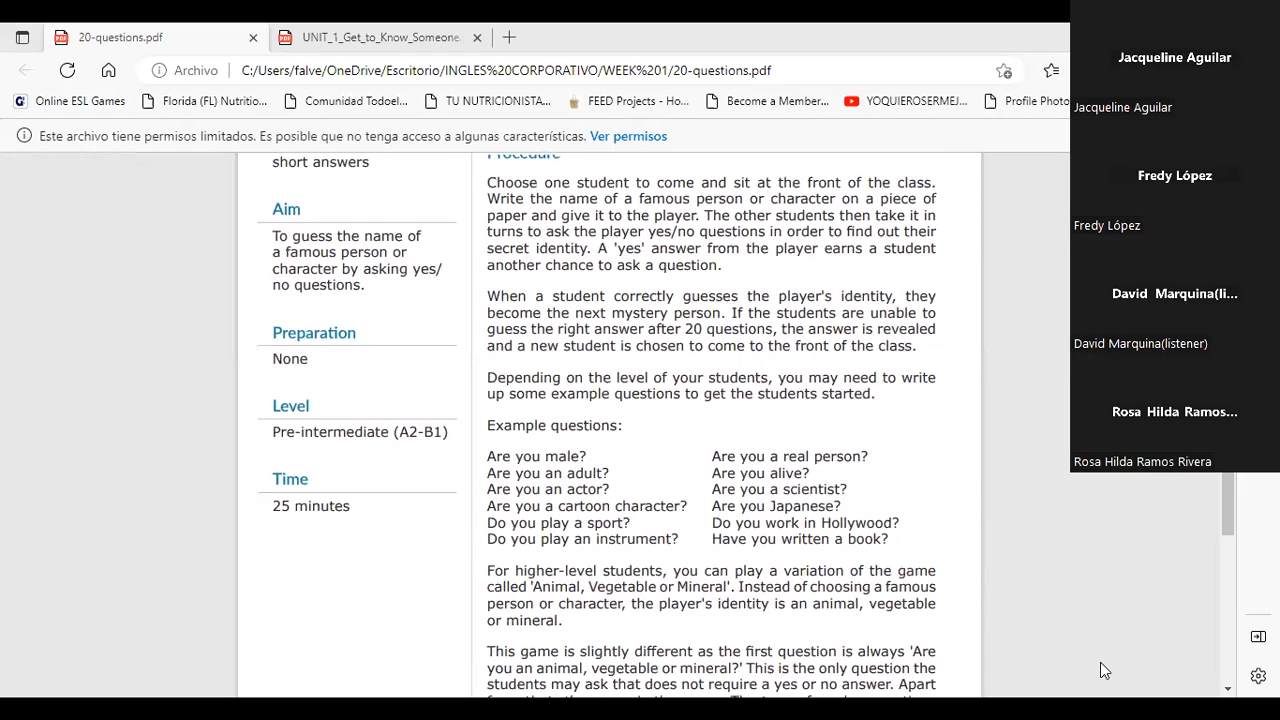 20-questions.pdf
UNIT_1_Get_to_Know_Someone.
Archivo
C:/Users/falve/OneDrive/Escritorio/INGLES%20CORPORATIVO/WEEK%201/20-questions.pdf
Online ESL Games
Florida (FL) Nutritio...
Comunidad Todoel...
TU NUTRICIONISTA...
FEED Projects - Ho...
Become a Member...
YOQUIEROSERMEJ...
Profile Photo
Este archivo tiene permisos limitados. Es posible que no tenga acceso a algunas características. Ver permisos
short answers
Aim
To guess the name of
a famous person or
character by asking yes/
no questions.
Preparation
None
Level
Pre-intermediate (A2-B1)
Time
25 minutes
Procedure
Choose one student to come and sit at the front of the class.
Write the name of a famous person or character on a piece of
paper and give it to the player. The other students then take it in
turns to ask the player yes/no questions in order to find out their
secret identity. A 'yes' answer from the player earns a student
another chance to ask a question.
When a student correctly guesses the player's identity, they
become the next mystery person. If the students are unable to
guess the right answer after 20 questions, the answer is revealed
and a new student is chosen to come to the front of the class.
Depending on the level of your students, you may need to write
up some example questions to get the students started.
Example questions:
Are you male?
Are you an adult?
Are you an actor?
Are you a cartoon character?
Do you play a sport?
Do you play an instrument?
Are you a real person?
Are you alive?
Are you a scientist?
Are you Japanese?
Do you work in Hollywood?
Have you written a book?
For higher-level students, you can play a variation of the game
called 'Animal, Vegetable or Mineral'. Instead of choosing a famous
person or character, the player's identity is an animal, vegetable
or mineral.
This game is slightly different as the first question is always 'Are
you an animal, vegetable or mineral?' This is the only question the
students may ask that does not require a yes or no answer. Apart
Jacqueline Aguilar
Jacqueline Aguilar
Fredy López
Fredy López
David Marquina(li...
David Marquina(listener)
Rosa Hilda Ramos...
Rosa Hilda Ramos Rivera